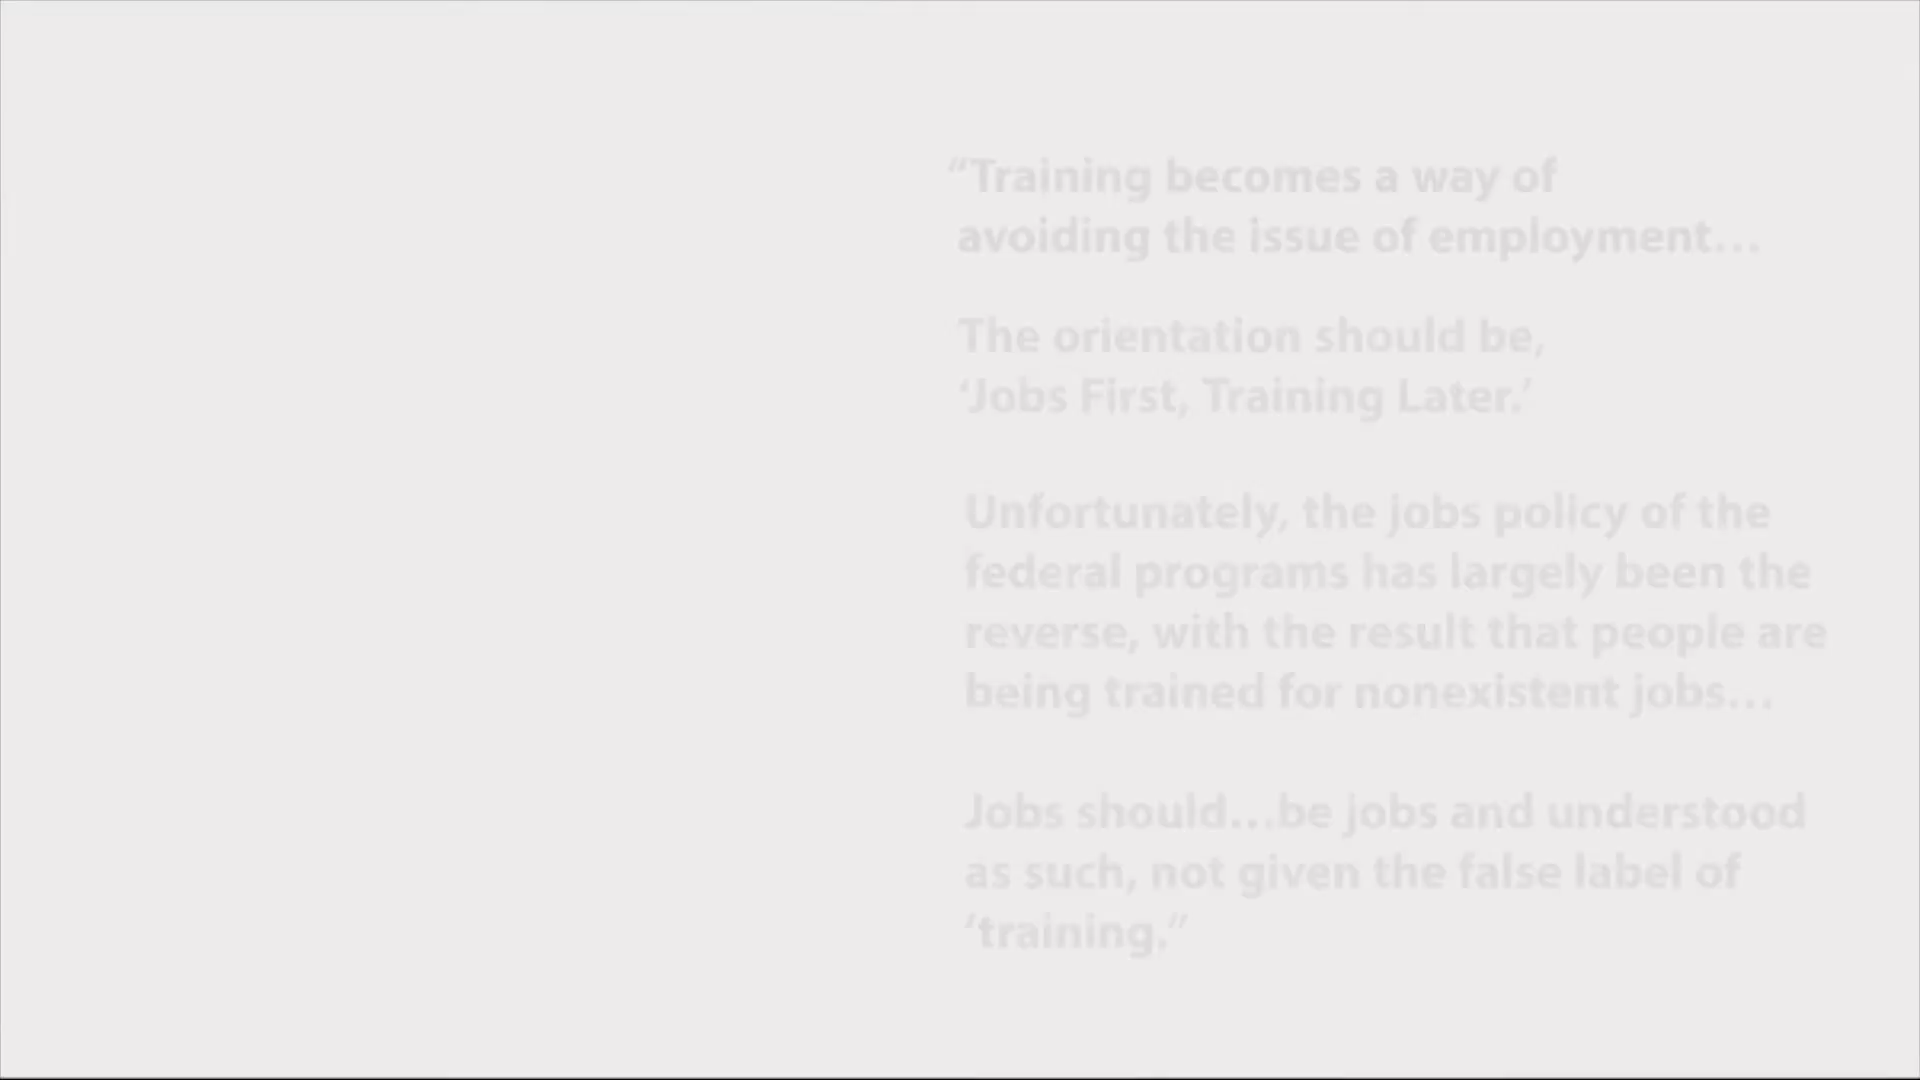 “Training becomes a way of
avoiding the issue of employment…
The orientation should be,
‘Jobs First, Training Later.’
Unfortunately, the jobs policy of the
federal programs has largely been the
reverse, with the result that people are
being trained for nonexistent jobs…
Jobs should…be jobs and understood
as such, not given the false label of
‘training.”